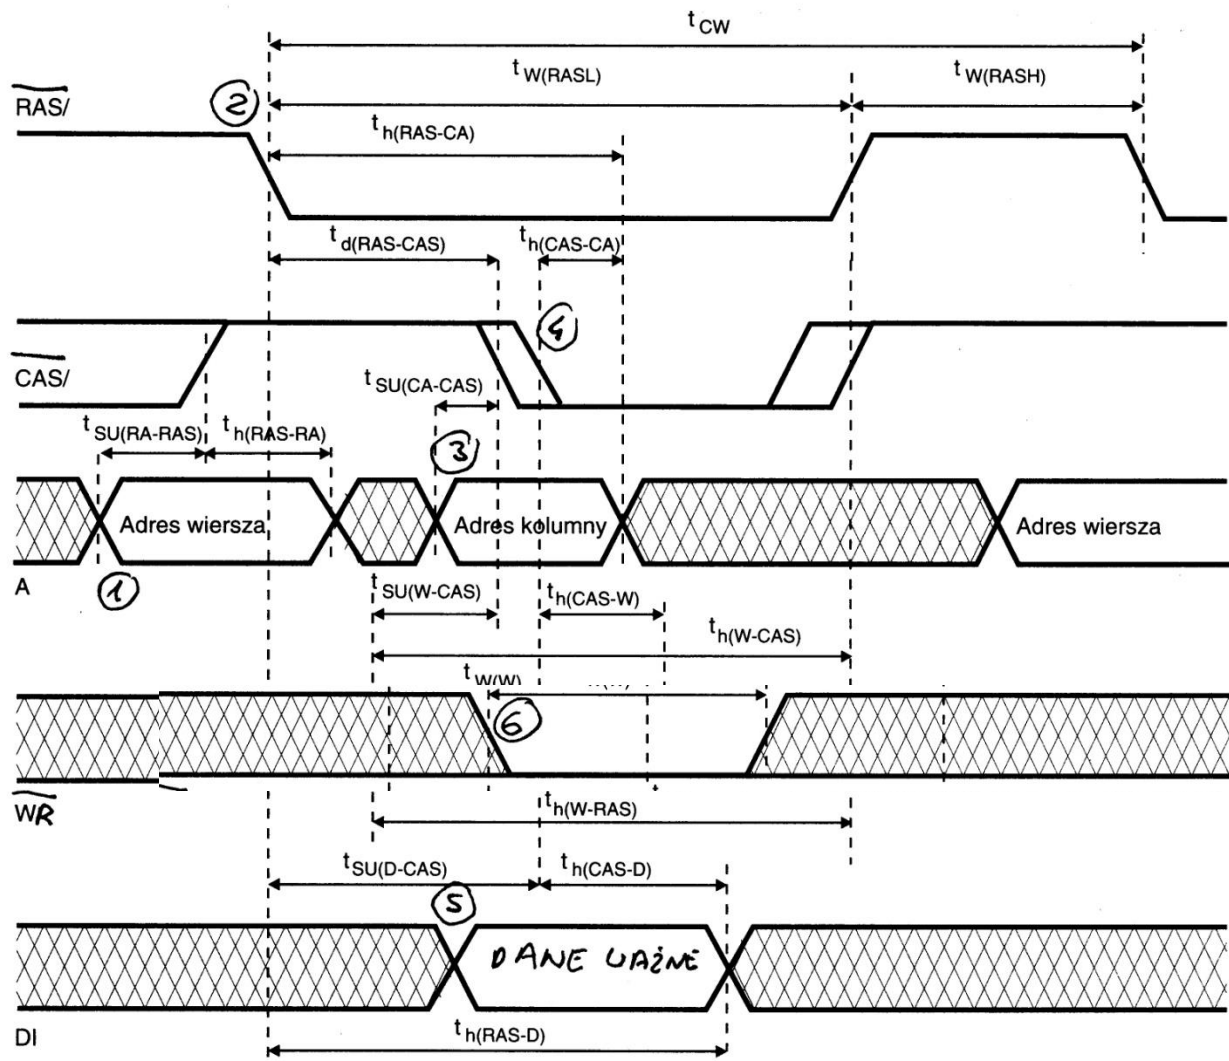 t CW
t W(RASL)
t W(RASH)
RAS/
2
t h(RAS-CA)
t d(RAS-CAS)
t h(CAS-CA)
4
CAS/
t SU(CA-CAS)
t SU(RA-RAS)
t h(RAS-RA)
3
Adres wiersza
Adres kolumny
Adres wiersza
A
1
t SU(W-CAS)
t h(CAS-W)
t h(W-CAS)
t W(W)
6
WR
t h(W-RAS)
t SU(D-CAS)
t h(CAS-D)
5
DANE WAŻNE
DI
t h(RAS-D)